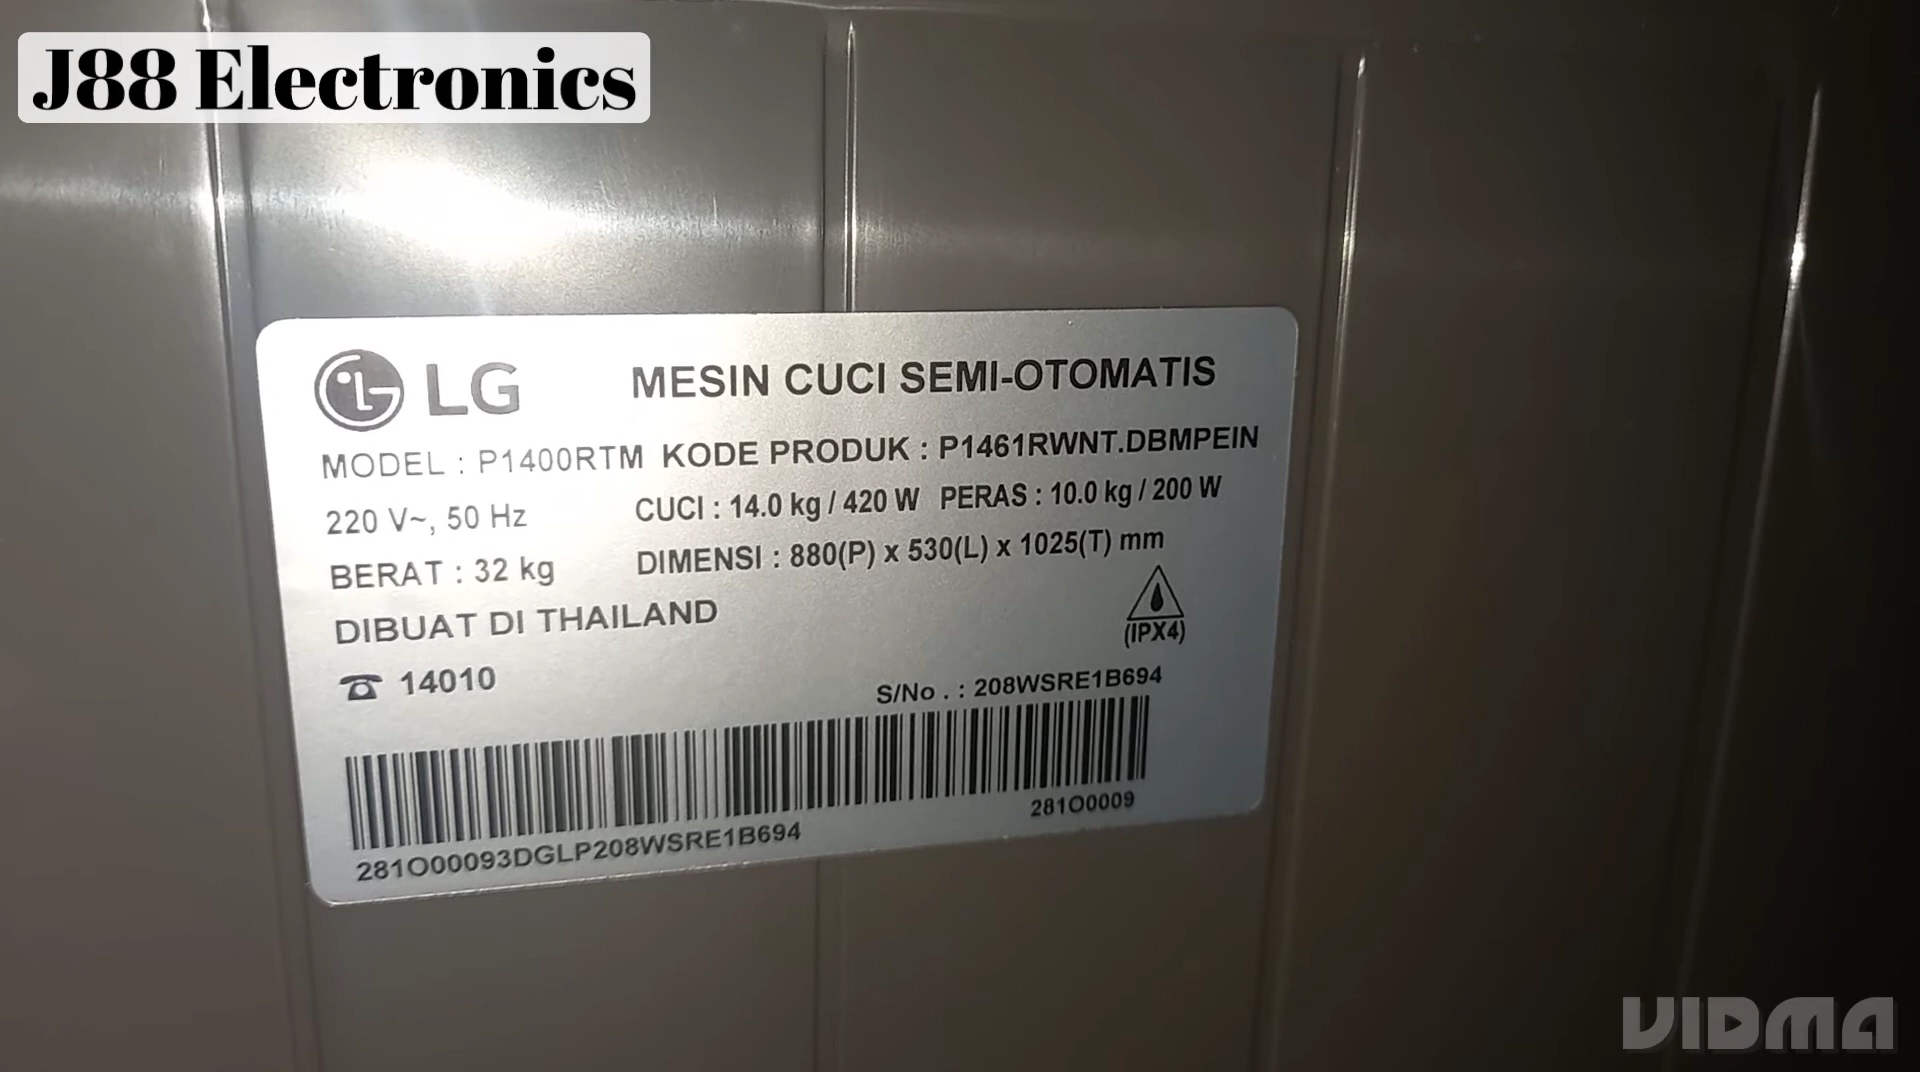 J88 Electronics
LG MESIN CUCI SEMI-OTOMATIS
MODEL : P1400RTM KODE PRODUK : P1461RWNT.DBMPEIN
220 V~, 50 Hz CUCI : 14.0 kg / 420 W PERAS : 10.0 kg / 200 W
BERAT : 32 kg DIMENSI : 880(P) x 530(L) x 1025(T) mm
DIBUAT DI THAILAND
(IPX4)
☎ 14010
S/No . : 208WSRE1B694
281O0009
281O00093DGLP208WSRE1B694
VIDMA